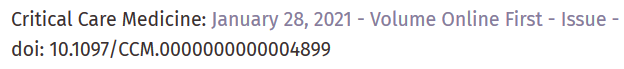 Critical Care Medicine: January 28, 2021 - Volume Online First - Issue -
doi: 10.1097/CCM.0000000000004899